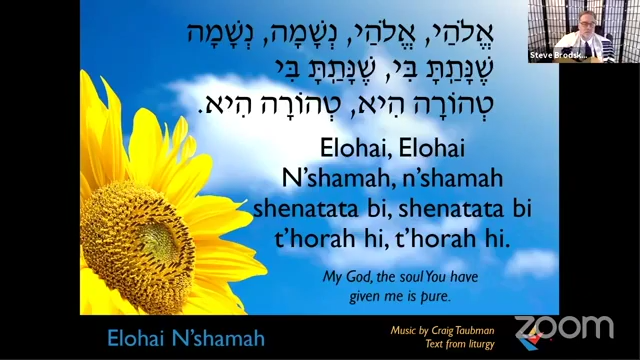 אֱלֹהַי, אֱלֹהַי, נְשָׁמָה, נְשָׁמָה
שֶׁנָּתַתָּ בִּי, שֶׁנָּתַתָּ בִּי
טְהוֹרָה הִיא, טְהוֹרָה הִיא.
Elohai, Elohai
N'shamah, n'shamah
shenatata bi, shenatata bi
t'horah hi, t'horah hi.
My God, the soul You have
given me is pure.
Elohai N'shamah
Music by Craig Taubman
Text from liturgy
Steve Brodsk...
zoom